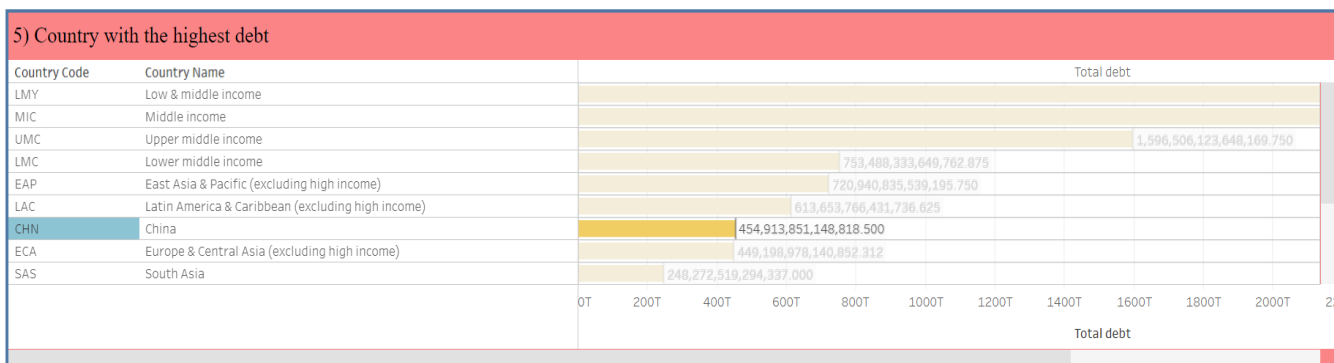 5) Country with the highest debt
Country Code Country Name Total debt
LMY Low & middle income
MIC Middle income
UMC Upper middle income 1,596,506,123,648,169.750
LMC Lower middle income 753,488,333,649,762.875
EAP East Asia & Pacific (excluding high income) 720,940,835,539,195.750
LAC Latin America & Caribbean (excluding high income) 613,653,766,431,736.625
CHN China 454,913,851,148,818.500
ECA Europe & Central Asia (excluding high income) 449,198,978,140,852.312
SAS South Asia 248,272,519,294,337.000
0T 200T 400T 600T 800T 1000T 1200T 1400T 1600T 1800T 2000T
Total debt